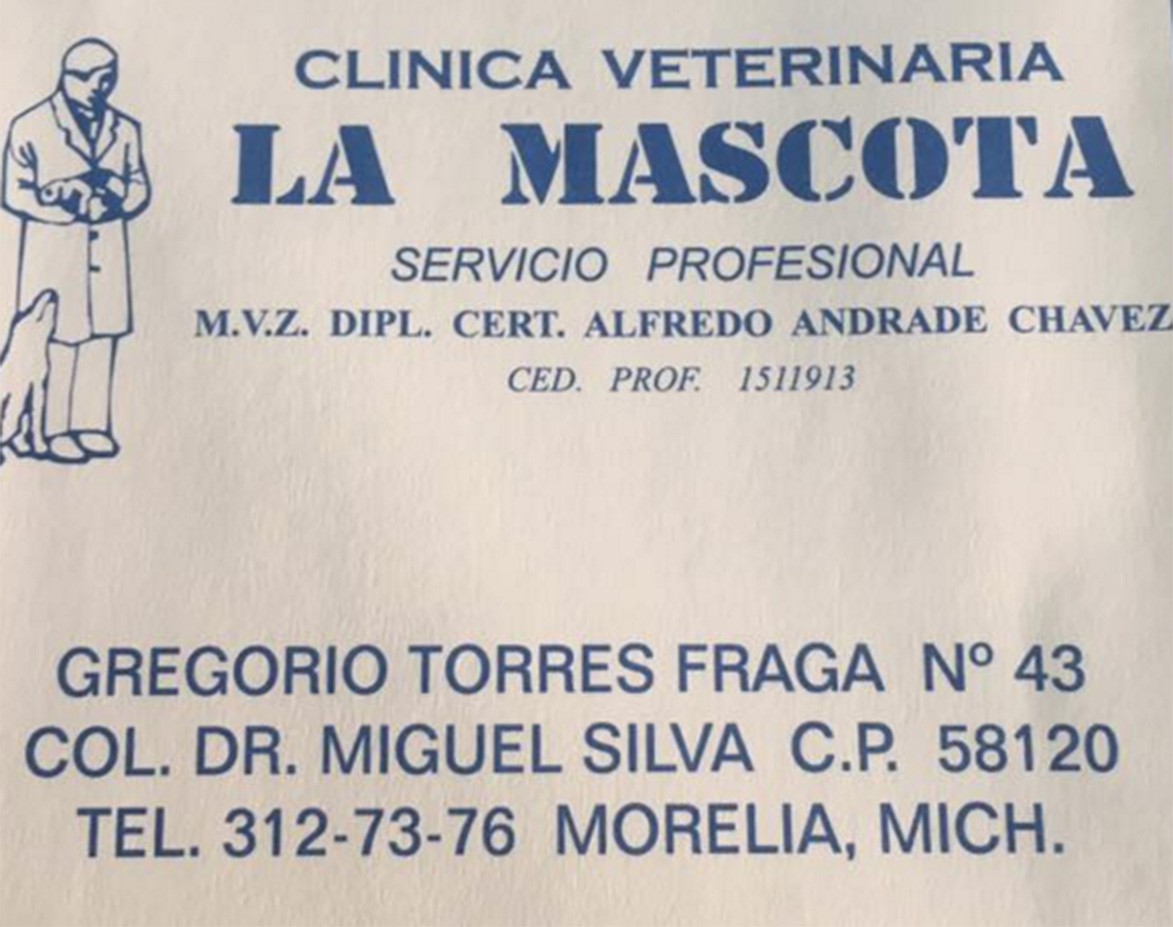 CLINICA VETERINARIA
LA MASCOTA
SERVICIO PROFESIONAL
M.V.Z. DIPL. CERT. ALFREDO ANDRADE CHAVEZ
CED. PROF. 1511913
GREGORIO TORRES FRAGA Nº 43
COL. DR. MIGUEL SILVA C.P. 58120
TEL. 312-73-76 MORELIA, MICH.